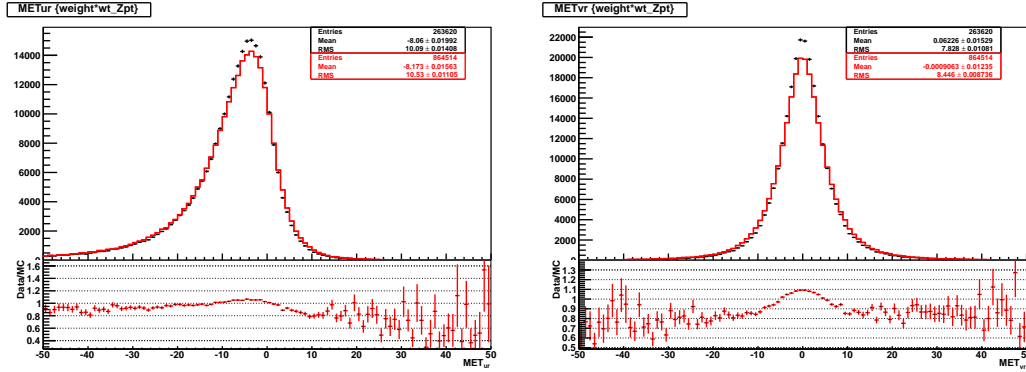 METur {weight*wt_Zpt}
Entries 263620
Mean -8.06 ± 0.01992
RMS 10.09 ± 0.01408
Entries 864514
Mean -8.173 ± 0.01563
RMS 10.53 ± 0.01105
14000
12000
10000
8000
6000
4000
2000
0
Data/MC
1.6
1.4
1.2
1
0.8
0.6
0.4
-50 -40 -30 -20 -10 0 10 20 30 40 50
MET_ur
METvr {weight*wt_Zpt}
Entries 263620
Mean 0.06226 ± 0.01529
RMS 7.828 ± 0.01081
Entries 864514
Mean -0.0009063 ± 0.01235
RMS 8.446 ± 0.008736
22000
20000
18000
16000
14000
12000
10000
8000
6000
4000
2000
0
Data/MC
1.3
1.2
1.1
1
0.9
0.8
0.7
0.6
0.5
-50 -40 -30 -20 -10 0 10 20 30 40 50
MET_vr